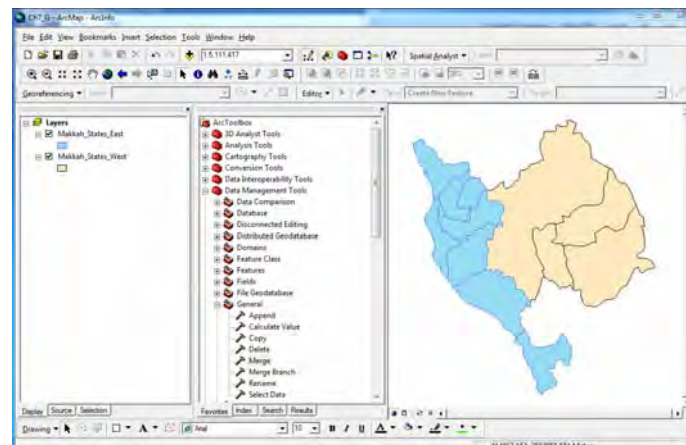 CH7_G - ArcMap - ArcInfo
File Edit View Bookmarks Insert Selection Tools Window Help
1:5,111,417
Spatial Analyst
Georeferencing
Editor
Create New Feature
Layers
Makkah_States_East
Makkah_States_West
ArcToolbox
3D Analyst Tools
Analysis Tools
Cartography Tools
Conversion Tools
Data Interoperability Tools
Data Management Tools
Data Comparison
Database
Disconnected Editing
Distributed Geodatabase
Domains
Feature Class
Features
Fields
File Geodatabase
General
Append
Calculate Value
Copy
Delete
Merge
Merge Branch
Rename
Select Data
Display Source Selection
Favorites Index Search Results
Drawing
A
Arial
10
B I U A